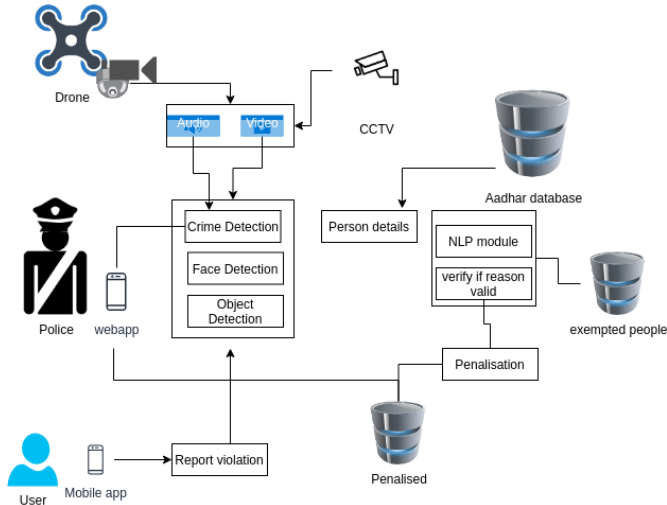 Drone
Audio
Video
CCTV
Aadhar database
Crime Detection
Person details
NLP module
Face Detection
verify if reason
valid
Object
Detection
Police
webapp
exempted people
Penalisation
Report violation
Penalised
User
Mobile app